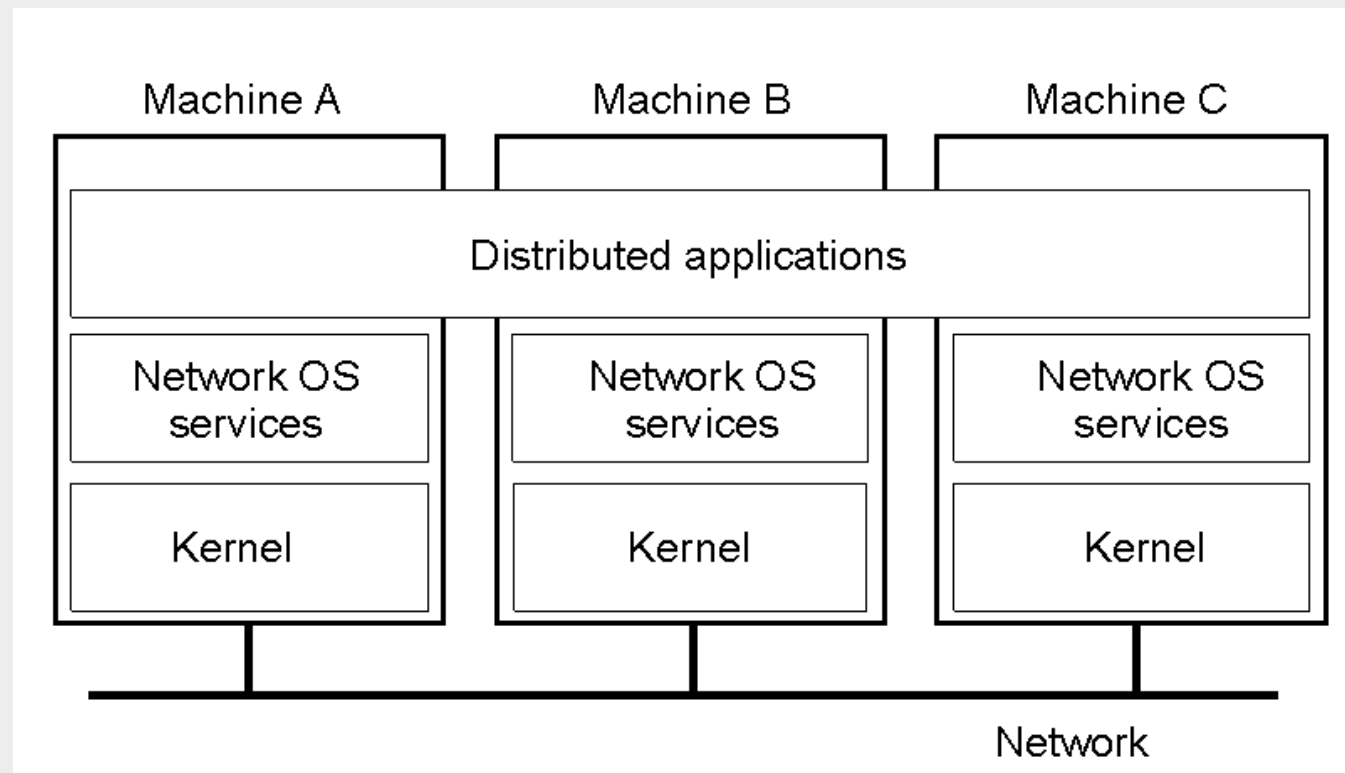 Machine A
Machine B
Machine C
Distributed applications
Network OS
services
Network OS
services
Network OS
services
Kernel
Kernel
Kernel
Network